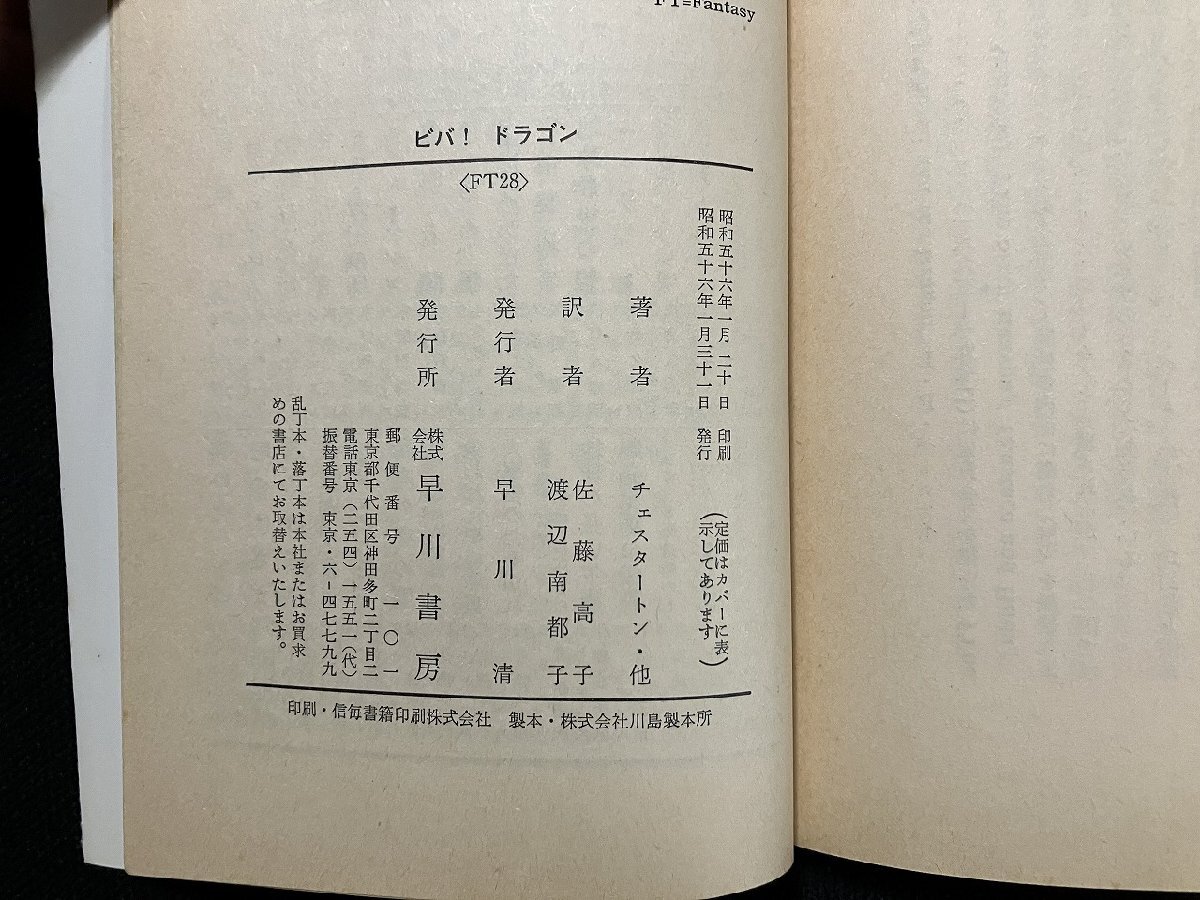 FT=Fantasy
ビバ！ ドラゴン
〈FT28〉
昭和五十六年一月二十日 印刷
昭和五十六年一月三十一日 発行
（定価はカバーに表示してあります）
著者 チェスタートン・他
訳者 佐藤高子
渡辺南都子
発行者 早川清
発行所 株式会社 早川書房
郵便番号 一〇一
東京都千代田区神田多町二丁目二
電話東京（二五四）一五五一（代）
振替番号 東京・六－四七七九九
乱丁本・落丁本は本社またはお買求
めの書店にてお取替えいたします。
印刷・信毎書籍印刷株式会社 製本・株式会社川島製本所